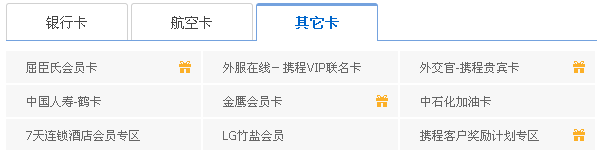 银行卡 航空卡 其它卡
屈臣氏会员卡 外服在线–携程VIP联名卡 外交官-携程贵宾卡
中国人寿-鹤卡 金鹰会员卡 中石化加油卡
7天连锁酒店会员专区 LG竹盐会员 携程客户奖励计划专区